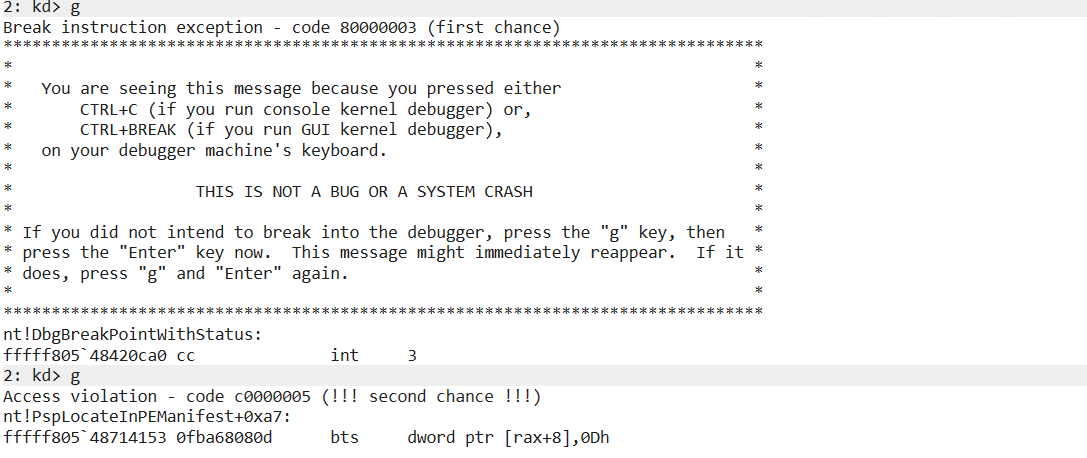 2: kd> g
Break instruction exception - code 80000003 (first chance)
*******************************************************************************
*                                                                             *
*   You are seeing this message because you pressed either                    *
*       CTRL+C (if you run console kernel debugger) or,                       *
*       CTRL+BREAK (if you run GUI kernel debugger),                          *
*   on your debugger machine's keyboard.                                      *
*                                                                             *
*                   THIS IS NOT A BUG OR A SYSTEM CRASH                       *
*                                                                             *
* If you did not intend to break into the debugger, press the "g" key, then   *
* press the "Enter" key now.  This message might immediately reappear.  If it *
* does, press "g" and "Enter" again.                                          *
*                                                                             *
*******************************************************************************
nt!DbgBreakPointWithStatus:
fffff805`48420ca0 cc              int     3
2: kd> g
Access violation - code c0000005 (!!! second chance !!!)
nt!PspLocateInPEManifest+0xa7:
fffff805`48714153 0fba68080d      bts     dword ptr [rax+8],0Dh